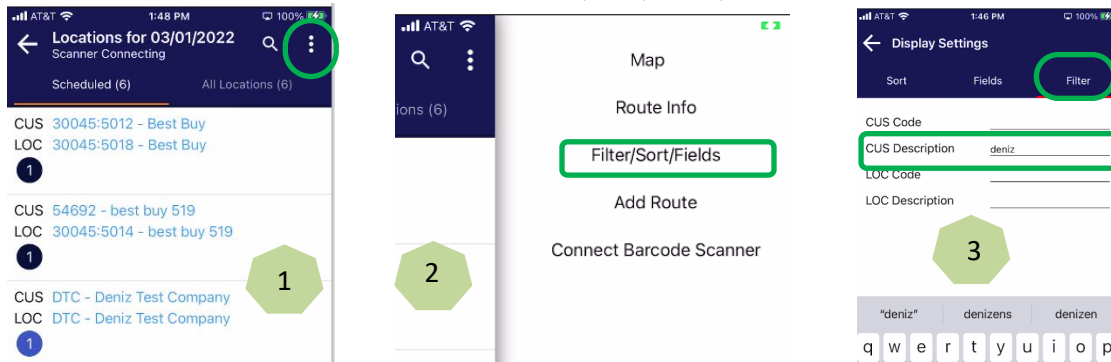 AT&T 1:48 PM 100%
Locations for 03/01/2022
Scanner Connecting
Scheduled (6) All Locations (6)
CUS 30045:5012 - Best Buy
LOC 30045:5018 - Best Buy
1
CUS 54692 - best buy 519
LOC 30045:5014 - best buy 519
1
CUS DTC - Deniz Test Company
LOC DTC - Deniz Test Company
1
1
AT&T
ions (6)
Map
Route Info
Filter/Sort/Fields
Add Route
Connect Barcode Scanner
2
AT&T 1:46 PM 100%
Display Settings
Sort Fields Filter
CUS Code
CUS Description deniz
LOC Code
LOC Description
3
"deniz" denizens denizen
q w e r t y u i o p